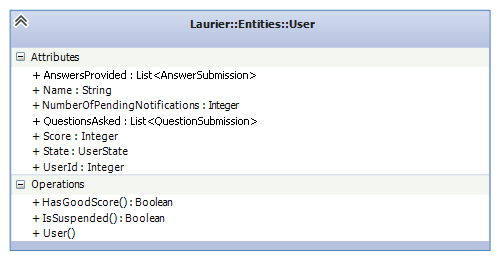 Laurier::Entities::User
Attributes
+ AnswersProvided : List<AnswerSubmission>
+ Name : String
+ NumberOfPendingNotifications : Integer
+ QuestionsAsked : List<QuestionSubmission>
+ Score : Integer
+ State : UserState
+ UserId : Integer
Operations
+ HasGoodScore() : Boolean
+ IsSuspended() : Boolean
+ User()